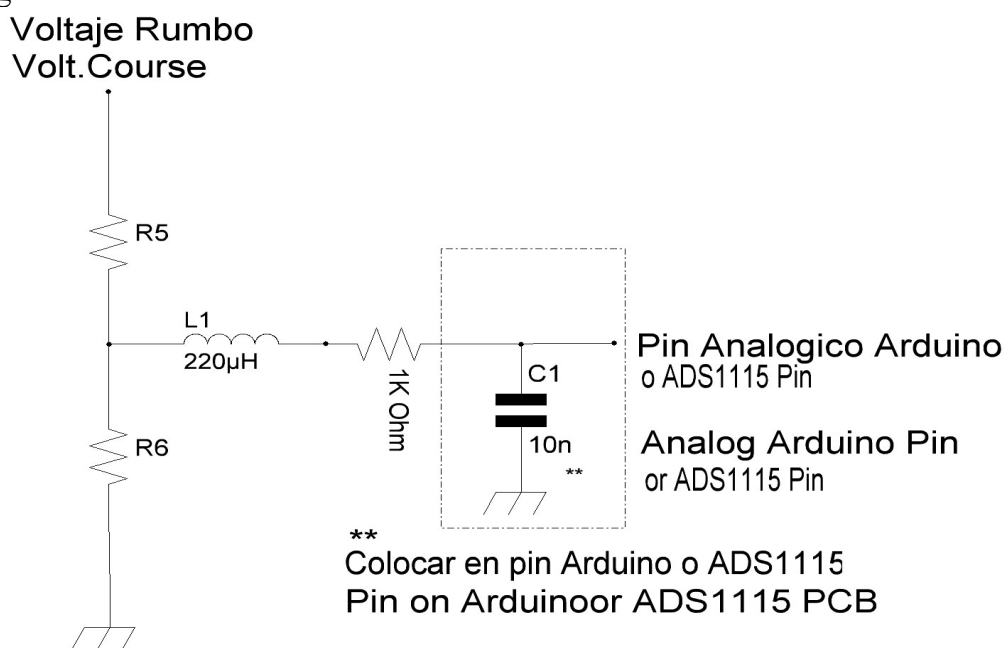 Voltaje Rumbo
Volt.Course
R5
L1
220µH
1K Ohm
C1
10n
**
R6
Pin Analogico Arduino
o ADS1115 Pin
Analog Arduino Pin
or ADS1115 Pin
**
Colocar en pin Arduino o ADS1115
Pin on Arduinoor ADS1115 PCB